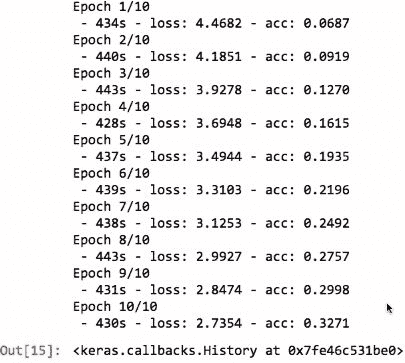 Epoch 1/10
- 434s - loss: 4.4682 - acc: 0.0687
Epoch 2/10
- 440s - loss: 4.1851 - acc: 0.0919
Epoch 3/10
- 443s - loss: 3.9278 - acc: 0.1270
Epoch 4/10
- 428s - loss: 3.6948 - acc: 0.1615
Epoch 5/10
- 437s - loss: 3.4944 - acc: 0.1935
Epoch 6/10
- 439s - loss: 3.3103 - acc: 0.2196
Epoch 7/10
- 438s - loss: 3.1253 - acc: 0.2492
Epoch 8/10
- 443s - loss: 2.9927 - acc: 0.2757
Epoch 9/10
- 431s - loss: 2.8474 - acc: 0.2998
Epoch 10/10
- 430s - loss: 2.7354 - acc: 0.3271
Out[15]: <keras.callbacks.History at 0x7fe46c531be0>